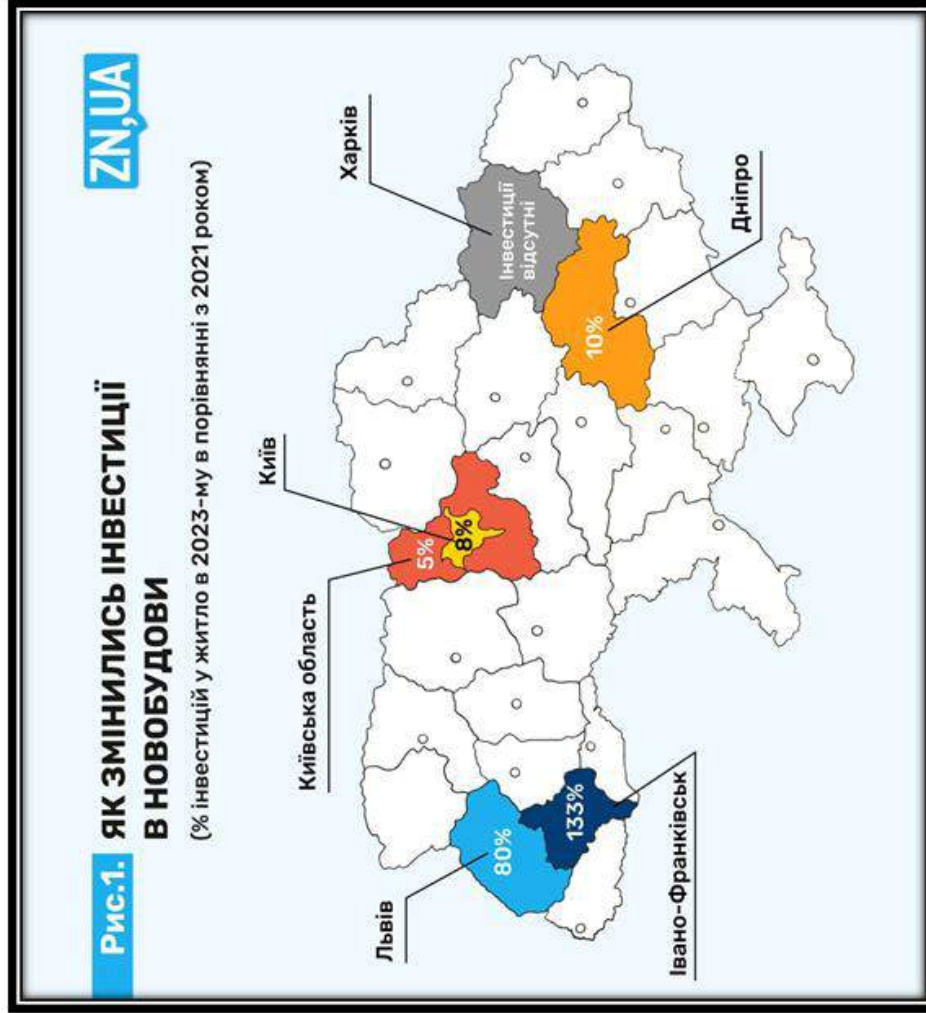 Рис.1. ЯК ЗМІНИЛИСЬ ІНВЕСТИЦІЇ
В НОВОБУДОВИ
(% інвестицій у житло в 2023-му в порівнянні з 2021 роком)
ZN,UA
Київська область
Київ
Харків
Львів
5%
8%
Інвестиції
відсутні
80%
10%
133%
Дніпро
Івано-Франківськ